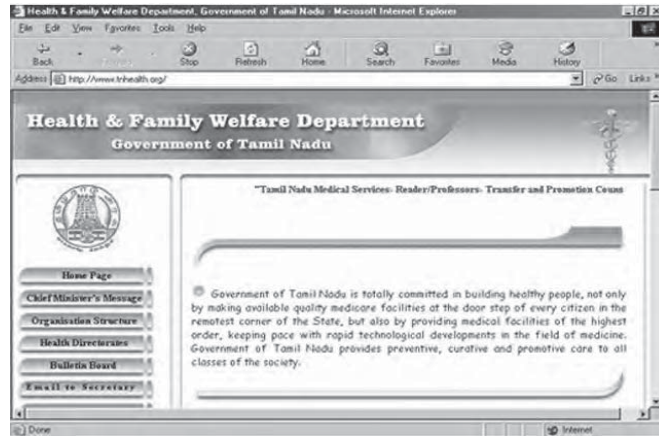 Health & Family Welfare Department, Government of Tamil Nadu - Microsoft Internet Explorer
File Edit View Favorites Tools Help
Back Stop Refresh Home Search Favorites Media History
Address http://www.tnhealth.org/ Go Links
Health & Family Welfare Department
Government of Tamil Nadu
"Tamil Nadu Medical Services- Reader/Professors- Transfer and Promotion Couns
Home Page
Chief Minister's Message
Organisation Structure
Health Directorates
Bulletin Board
Email to Secretary
Government of Tamil Nadu is totally committed in building healthy people, not only
by making available quality medicare facilities at the door step of every citizen in the
remotest corner of the State, but also by providing medical facilities of the highest
order, keeping pace with rapid technological developments in the field of medicine.
Government of Tamil Nadu provides preventive, curative and promotive care to all
classes of the society.
Done Internet